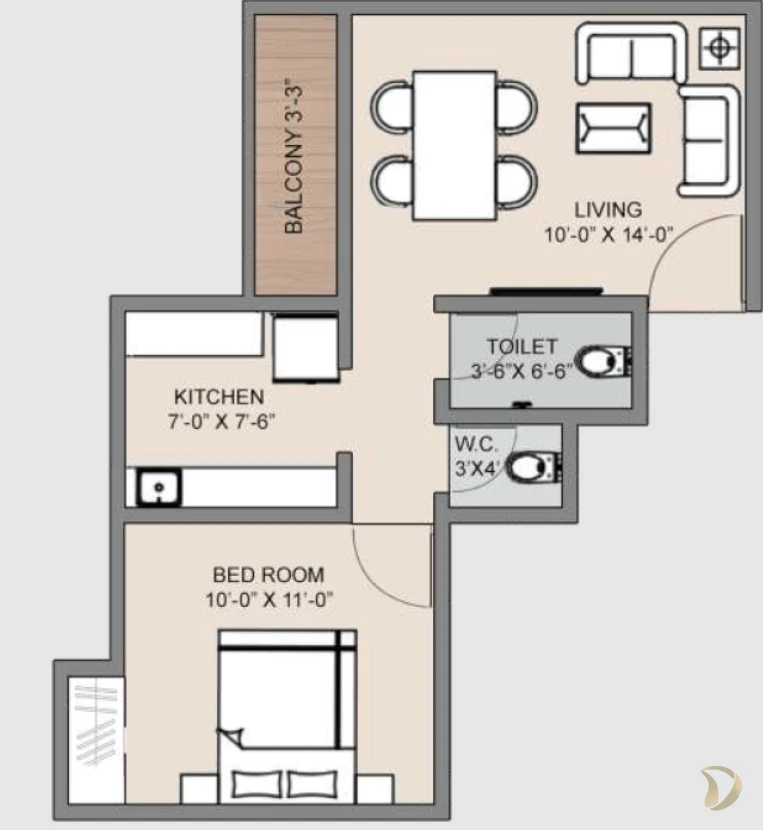 BALCONY 3'-3"
LIVING
10'-0" X 14'-0"
TOILET
3'-6"X 6'-6"
KITCHEN
7'-0" X 7'-6"
W.C.
3'X4'
BED ROOM
10'-0" X 11'-0"